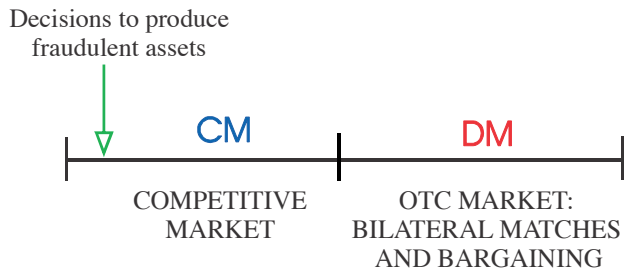 Decisions to produce
fraudulent assets
CM
DM
COMPETITIVE
MARKET
OTC MARKET:
BILATERAL MATCHES
AND BARGAINING